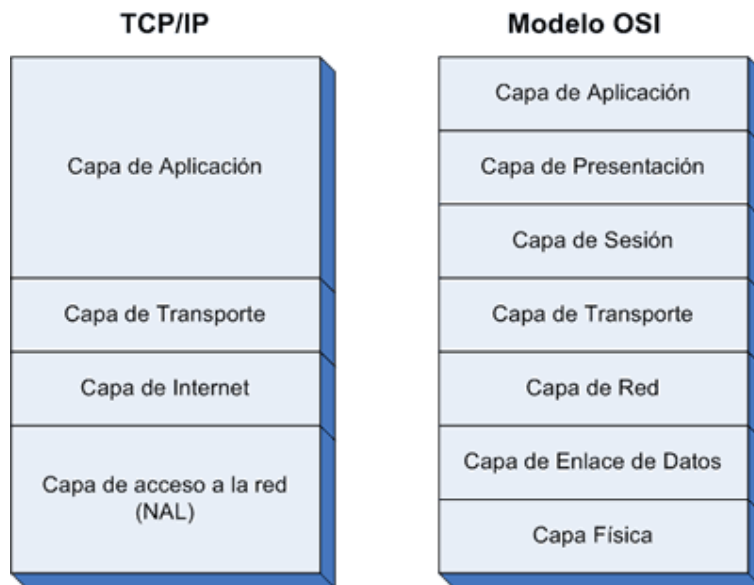 TCP/IP
Capa de Aplicación
Capa de Transporte
Capa de Internet
Capa de acceso a la red
(NAL)
Modelo OSI
Capa de Aplicación
Capa de Presentación
Capa de Sesión
Capa de Transporte
Capa de Red
Capa de Enlace de Datos
Capa Física